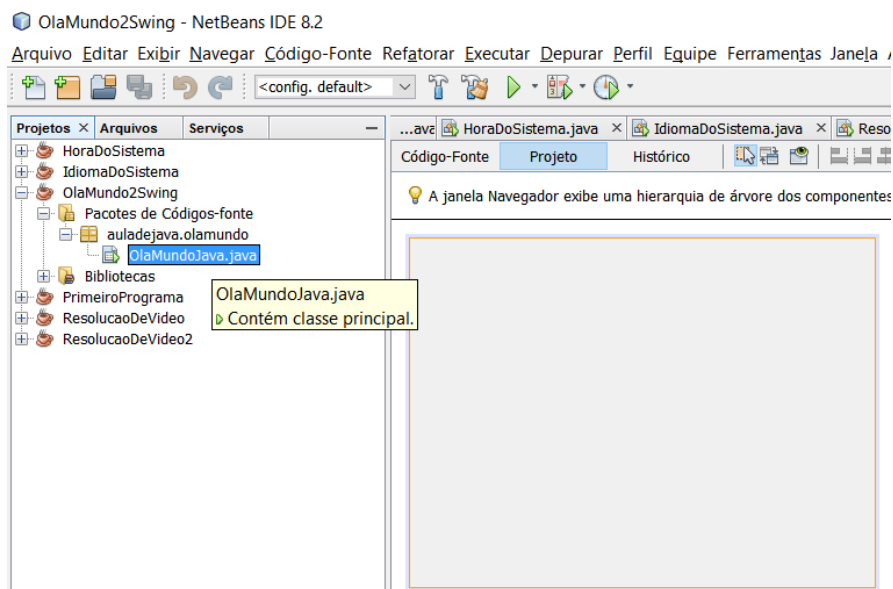 OlaMundo2Swing - NetBeans IDE 8.2
Arquivo Editar Exibir Navegar Código-Fonte Refatorar Executar Depurar Perfil Equipe Ferramentas Janela
<config. default>
Projetos Arquivos Serviços
...ava HoraDoSistema.java IdiomaDoSistema.java Reso
Código-Fonte Projeto Histórico
A janela Navegador exibe uma hierarquia de árvore dos componentes
HoraDoSistema
IdiomaDoSistema
OlaMundo2Swing
Pacotes de Códigos-fonte
auladejava.olamundo
OlaMundoJava.java
Bibliotecas
PrimeiroPrograma
ResolucaoDeVideo
ResolucaoDeVideo2
OlaMundoJava.java
Contém classe principal.